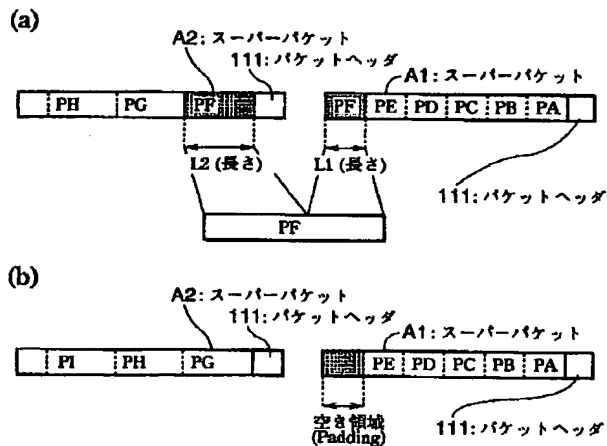 (a)
A2: スーパーパケット
111: パケットヘッダ
A1: スーパーパケット
PH PG PF
PF PE PD PC PB PA
L2 (長さ)
L1 (長さ)
111: パケットヘッダ
PF
(b)
A2: スーパーパケット
111: パケットヘッダ
A1: スーパーパケット
PI PH PG
PE PD PC PB PA
空き領域
(Padding)
111: パケットヘッダ